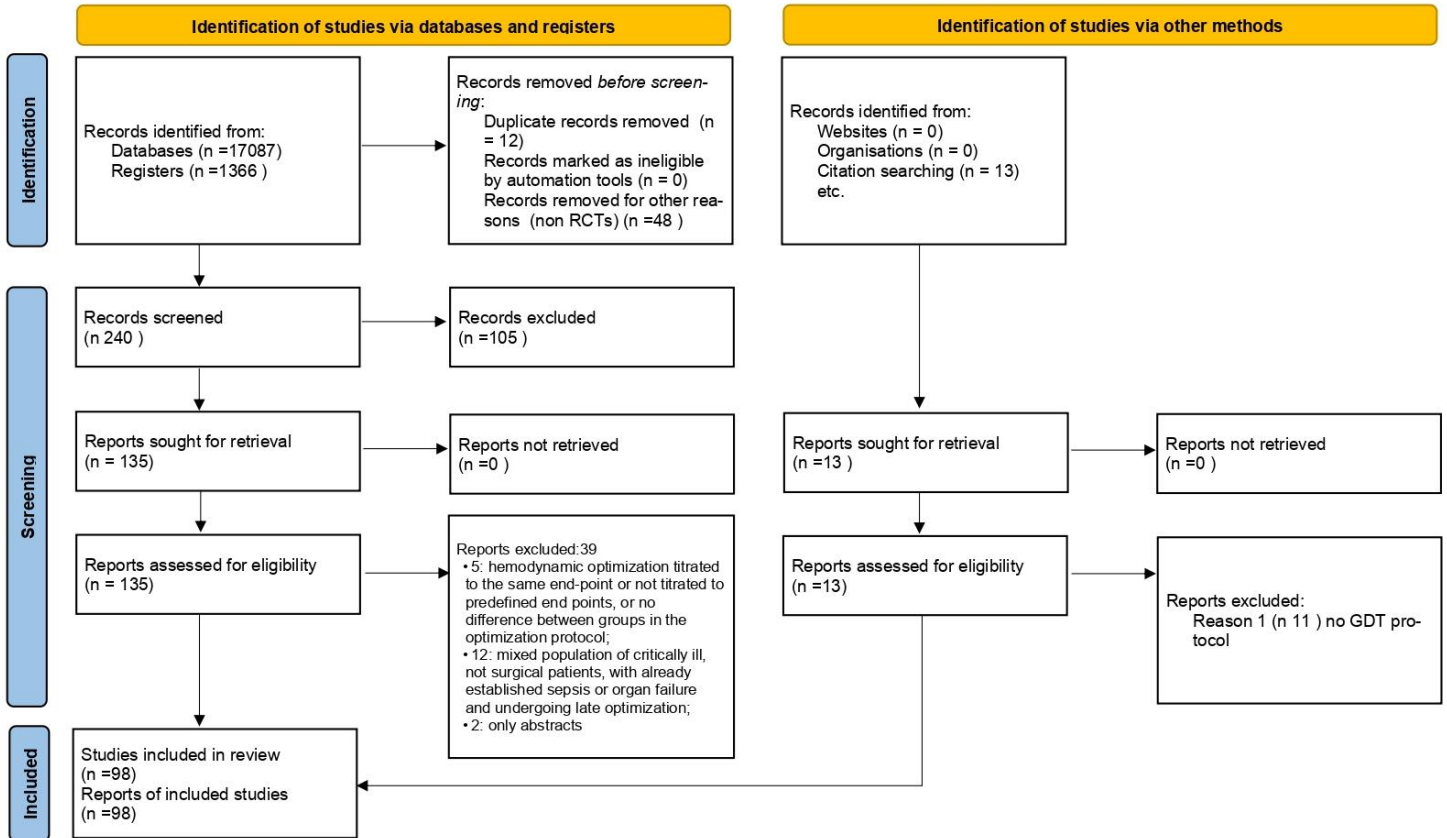 Identification of studies via databases and registers
Identification of studies via other methods
Identification
Records identified from:
Databases (n =17087)
Registers (n =1366 )
Records removed before screen-
ing:
Duplicate records removed (n
= 12)
Records marked as ineligible
by automation tools (n = 0)
Records removed for other rea-
sons (non RCTs) (n =48 )
Records identified from:
Websites (n = 0)
Organisations (n = 0)
Citation searching (n = 13)
etc.
Screening
Records screened
(n 240 )
Records excluded
(n =105 )
Reports sought for retrieval
(n = 135)
Reports not retrieved
(n =0 )
Reports sought for retrieval
(n =13 )
Reports not retrieved
(n =0 )
Reports assessed for eligibility
(n = 135)
Reports excluded:39
• 5: hemodynamic optimization titrated
to the same end-point or not titrated to
predefined end points, or no
difference between groups in the
optimization protocol;
• 12: mixed population of critically ill,
not surgical patients, with already
established sepsis or organ failure
and undergoing late optimization;
• 2: only abstracts
Reports assessed for eligibility
(n =13)
Reports excluded:
Reason 1 (n 11 ) no GDT pro-
tocol
Included
Studies included in review
(n =98)
Reports of included studies
(n =98)